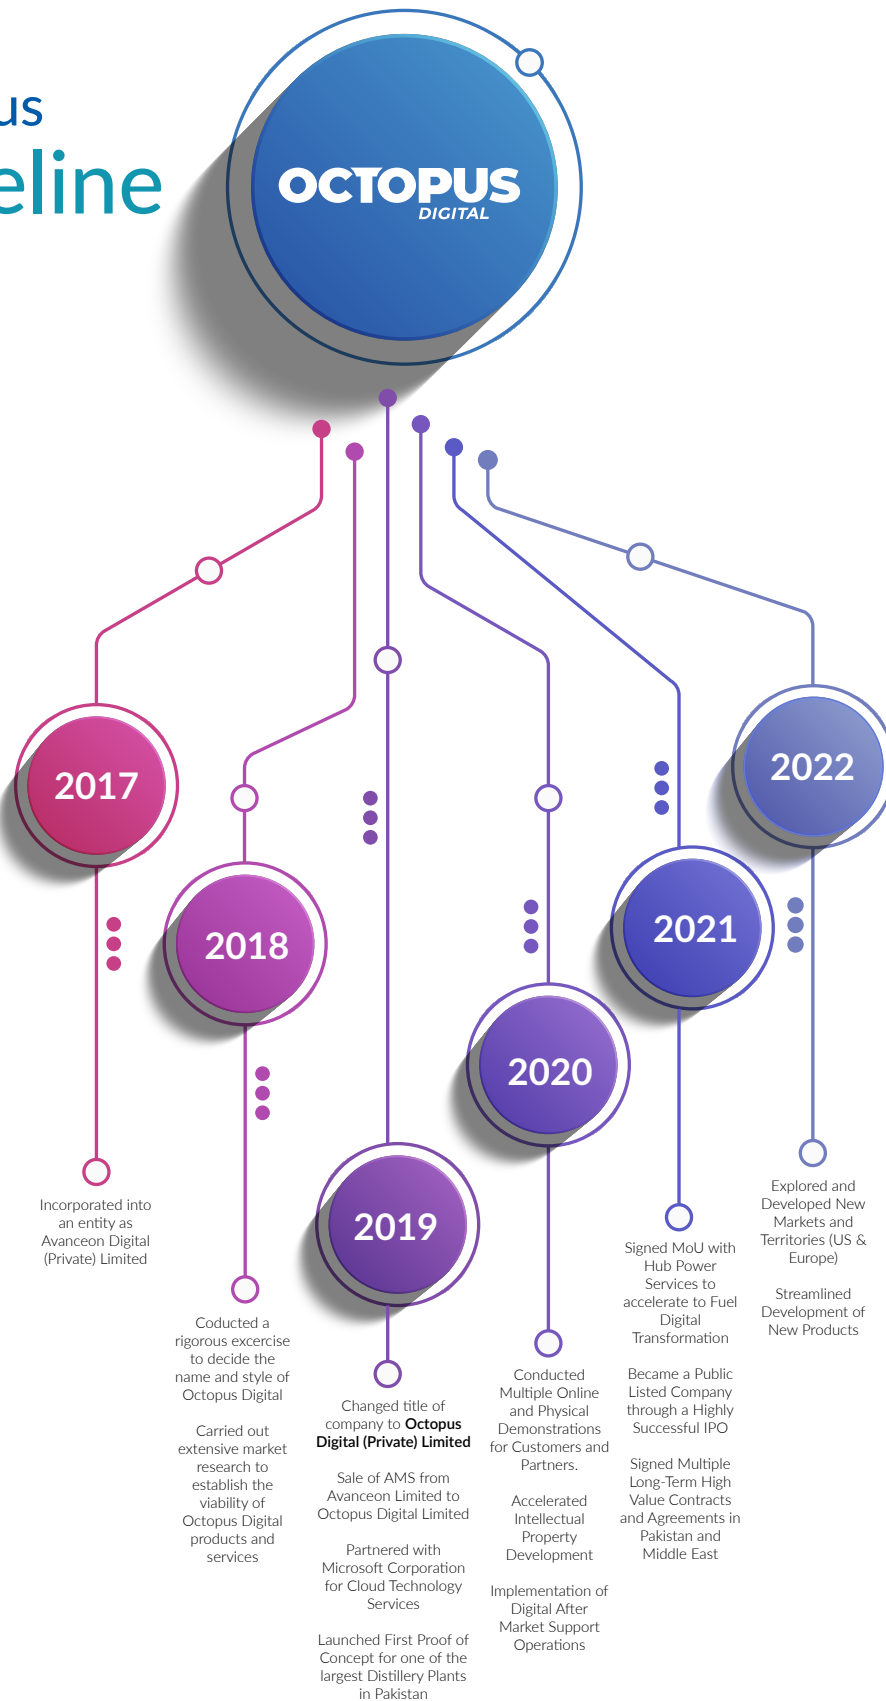 us
eline
OCTOPUS
DIGITAL
2017
Incorporated into
an entity as
Avanceon Digital
(Private) Limited
2018
Coducted a
rigorous excercise
to decide the
name and style of
Octopus Digital
Carried out
extensive market
research to
establish the
viability of
Octopus Digital
products and
services
2019
Changed title of
company to Octopus
Digital (Private) Limited
Sale of AMS from
Avanceon Limited to
Octopus Digital Limited
Partnered with
Microsoft Corporation
for Cloud Technology
Services
Launched First Proof of
Concept for one of the
largest Distillery Plants
in Pakistan
2020
Conducted
Multiple Online
and Physical
Demonstrations
for Customers and
Partners.
Accelerated
Intellectual
Property
Development
Implementation of
Digital After
Market Support
Operations
2021
Signed MoU with
Hub Power
Services to
accelerate to Fuel
Digital
Transformation
Became a Public
Listed Company
through a Highly
Successful IPO
Signed Multiple
Long-Term High
Value Contracts
and Agreements in
Pakistan and
Middle East
2022
Explored and
Developed New
Markets and
Territories (US &
Europe)
Streamlined
Development of
New Products